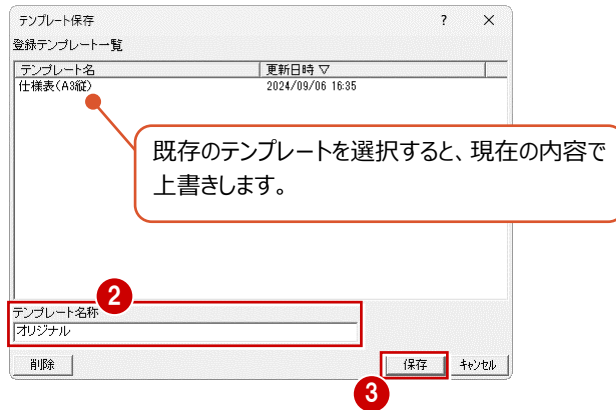 テンプレート保存 ? ×
登録テンプレート一覧
テンプレート名 更新日時 ▽
仕様表(A3縦) 2024/09/06 16:35
既存のテンプレートを選択すると、現在の内容で
上書きします。
2
テンプレート名称
オリジナル
削除 保存 キャンセル
3